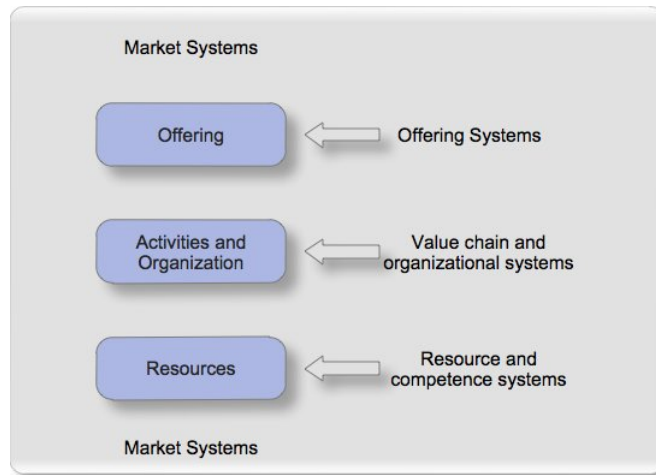 Market Systems
Offering
Offering Systems
Activities and
Organization
Value chain and
organizational systems
Resources
Resource and
competence systems
Market Systems